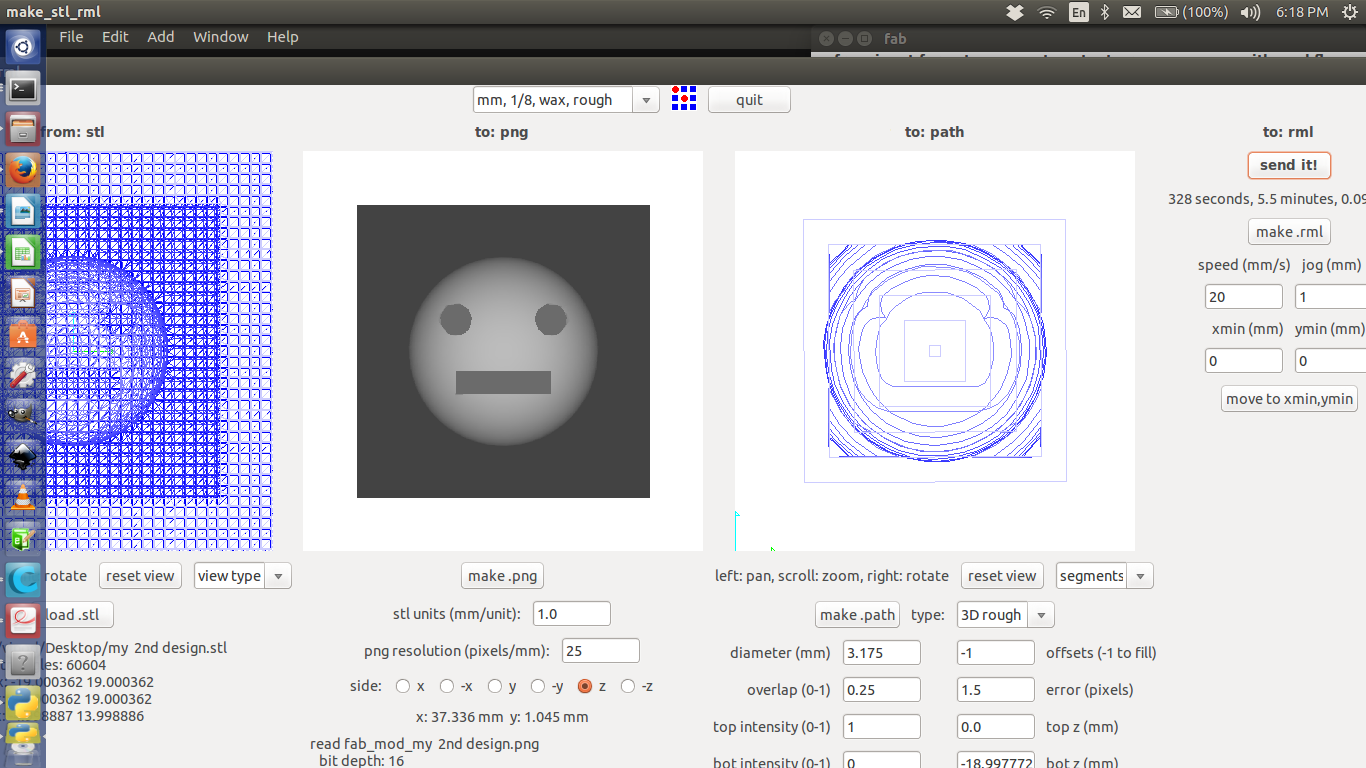 make_stl_rml
En (100%) 6:18 PM
File Edit Add Window Help
fab
mm, 1/8, wax, rough quit
from: stl to: png to: path to: rml
send it!
328 seconds, 5.5 minutes, 0.09
make .rml
speed (mm/s) jog (mm)
20 1
xmin (mm) ymin (mm)
0 0
move to xmin,ymin
rotate reset view view type make .png left: pan, scroll: zoom, right: rotate reset view segments
load .stl stl units (mm/unit): 1.0 make .path type: 3D rough
/Desktop/my 2nd design.stl png resolution (pixels/mm): 25 diameter (mm) 3.175 -1 offsets (-1 to fill)
les: 60604
-19.000362 19.000362 side: x -x y -y z -z overlap (0-1) 0.25 1.5 error (pixels)
000362 19.000362
8887 13.998886 x: 37.336 mm y: 1.045 mm top intensity (0-1) 1 0.0 top z (mm)
read fab_mod_my 2nd design.png
bit depth: 16 bot intensity (0-1) 0 -18.997772 bot z (mm)